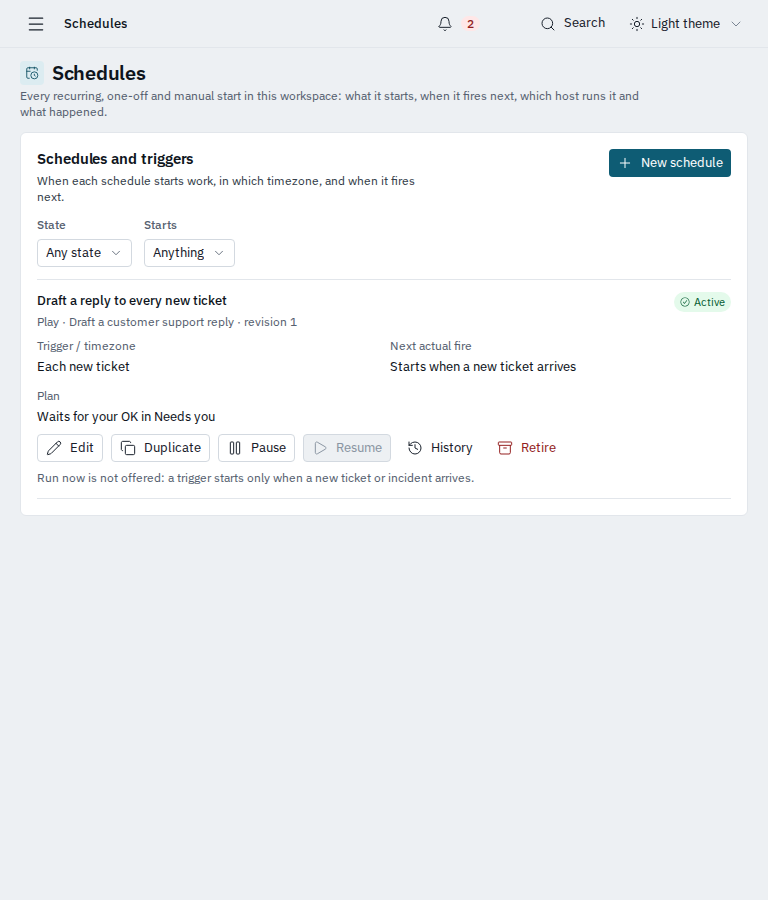 Schedules
2
Search
Light theme
Schedules
Every recurring, one-off and manual start in this workspace: what it starts, when it fires next, which host runs it and
what happened.
Schedules and triggers
New schedule
When each schedule starts work, in which timezone, and when it fires
next.
State
Starts
Any state
Anything
Draft a reply to every new ticket
Active
Play · Draft a customer support reply · revision 1
Trigger / timezone
Next actual fire
Each new ticket
Starts when a new ticket arrives
Plan
Waits for your OK in Needs you
Edit
Duplicate
Pause
Resume
History
Retire
Run now is not offered: a trigger starts only when a new ticket or incident arrives.